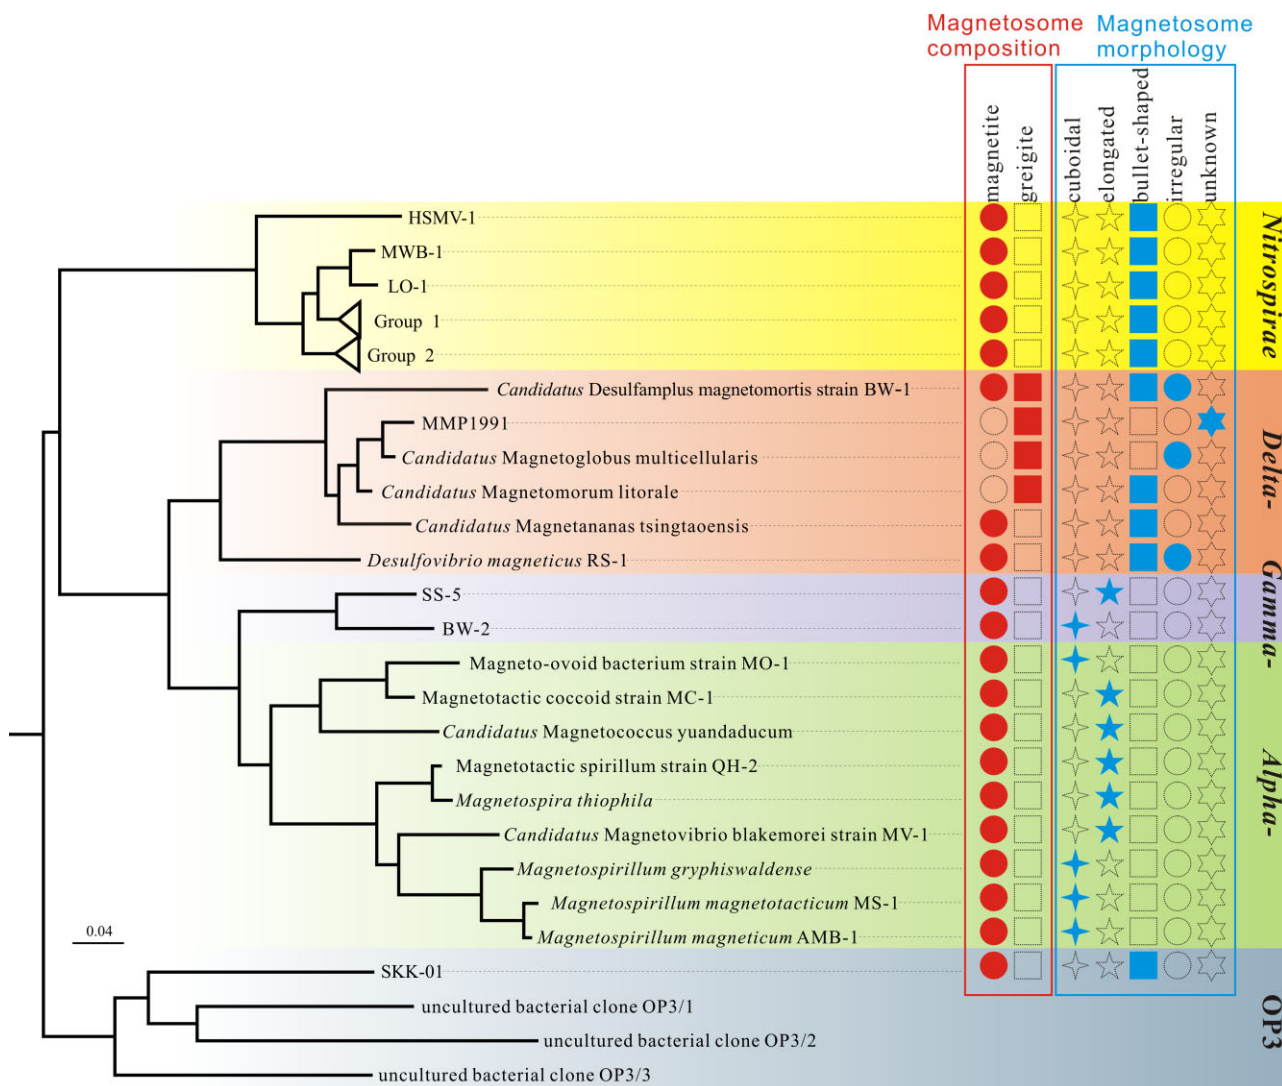 Magnetosome
composition
Magnetosome
morphology
magnetite
greigite
cuboidal
elongated
bullet-shaped
irregular
unknown
HSMV-1
MWB-1
LO-1
Group 1
Group 2
Nitrospirae
Candidatus Desulfamplus magnetomortis strain BW-1
MMP1991
Candidatus Magnetoglobus multicellularis
Candidatus Magnetomorum litorale
Candidatus Magnetananas tsingtaoensis
Desulfovibrio magneticus RS-1
Delta-
SS-5
BW-2
Gamma-
Magneto-ovoid bacterium strain MO-1
Magnetotactic coccoid strain MC-1
Candidatus Magnetococcus yuandaducum
Magnetotactic spirillum strain QH-2
Magnetospira thiophila
Candidatus Magnetovibrio blakemorei strain MV-1
Magnetospirillum gryphiswaldense
Magnetospirillum magnetotacticum MS-1
Magnetospirillum magneticum AMB-1
Alpha-
0.04
SKK-01
uncultured bacterial clone OP3/1
uncultured bacterial clone OP3/2
uncultured bacterial clone OP3/3
OP3